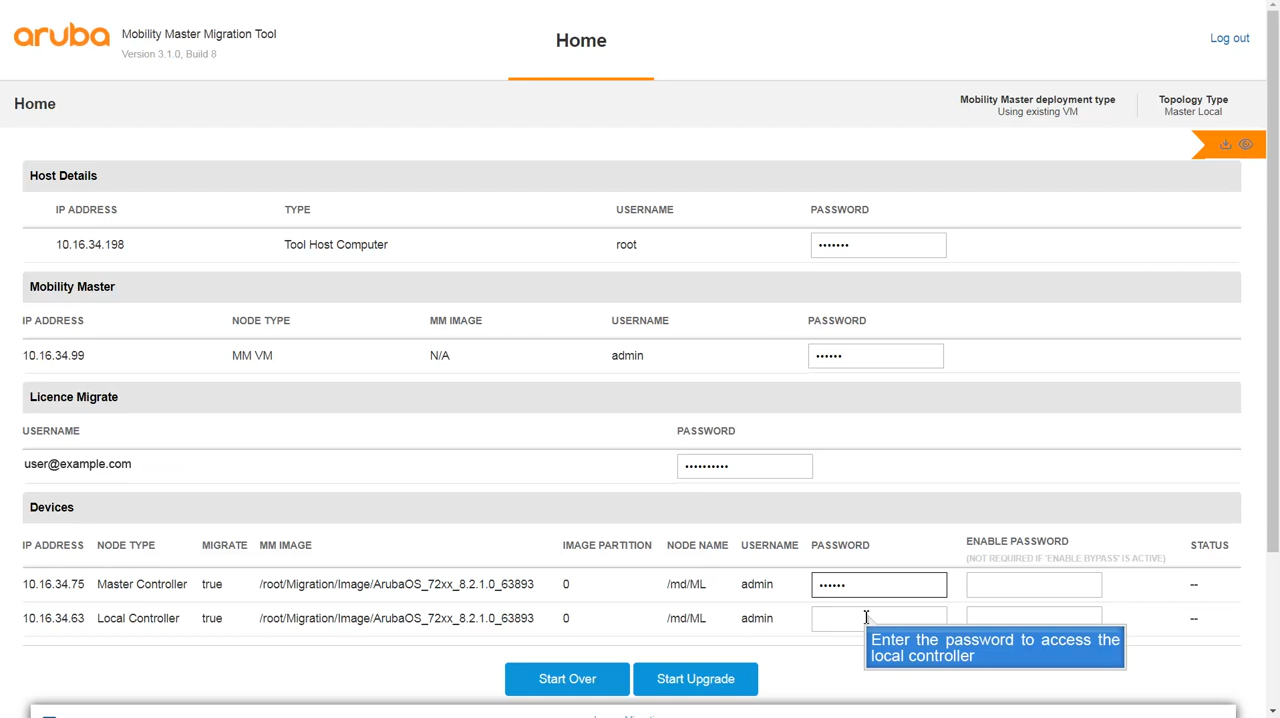 aruba Mobility Master Migration Tool
Version 3.1.0, Build 8
Home
Log out
Home
Mobility Master deployment type
Using existing VM
Topology Type
Master Local
Host Details
IP ADDRESS TYPE USERNAME PASSWORD
10.16.34.198 Tool Host Computer root •••••••
Mobility Master
IP ADDRESS NODE TYPE MM IMAGE USERNAME PASSWORD
10.16.34.99 MM VM N/A admin ••••••
Licence Migrate
USERNAME PASSWORD
user@example.com ••••••••••
Devices
IP ADDRESS NODE TYPE MIGRATE MM IMAGE IMAGE PARTITION NODE NAME USERNAME PASSWORD ENABLE PASSWORD STATUS
(NOT REQUIRED IF 'ENABLE BYPASS' IS ACTIVE)
10.16.34.75 Master Controller true /root/Migration/Image/ArubaOS_72xx_8.2.1.0_63893 0 /md/ML admin •••••• --
10.16.34.63 Local Controller true /root/Migration/Image/ArubaOS_72xx_8.2.1.0_63893 0 /md/ML admin --
Enter the password to access the
local controller
Start Over Start Upgrade